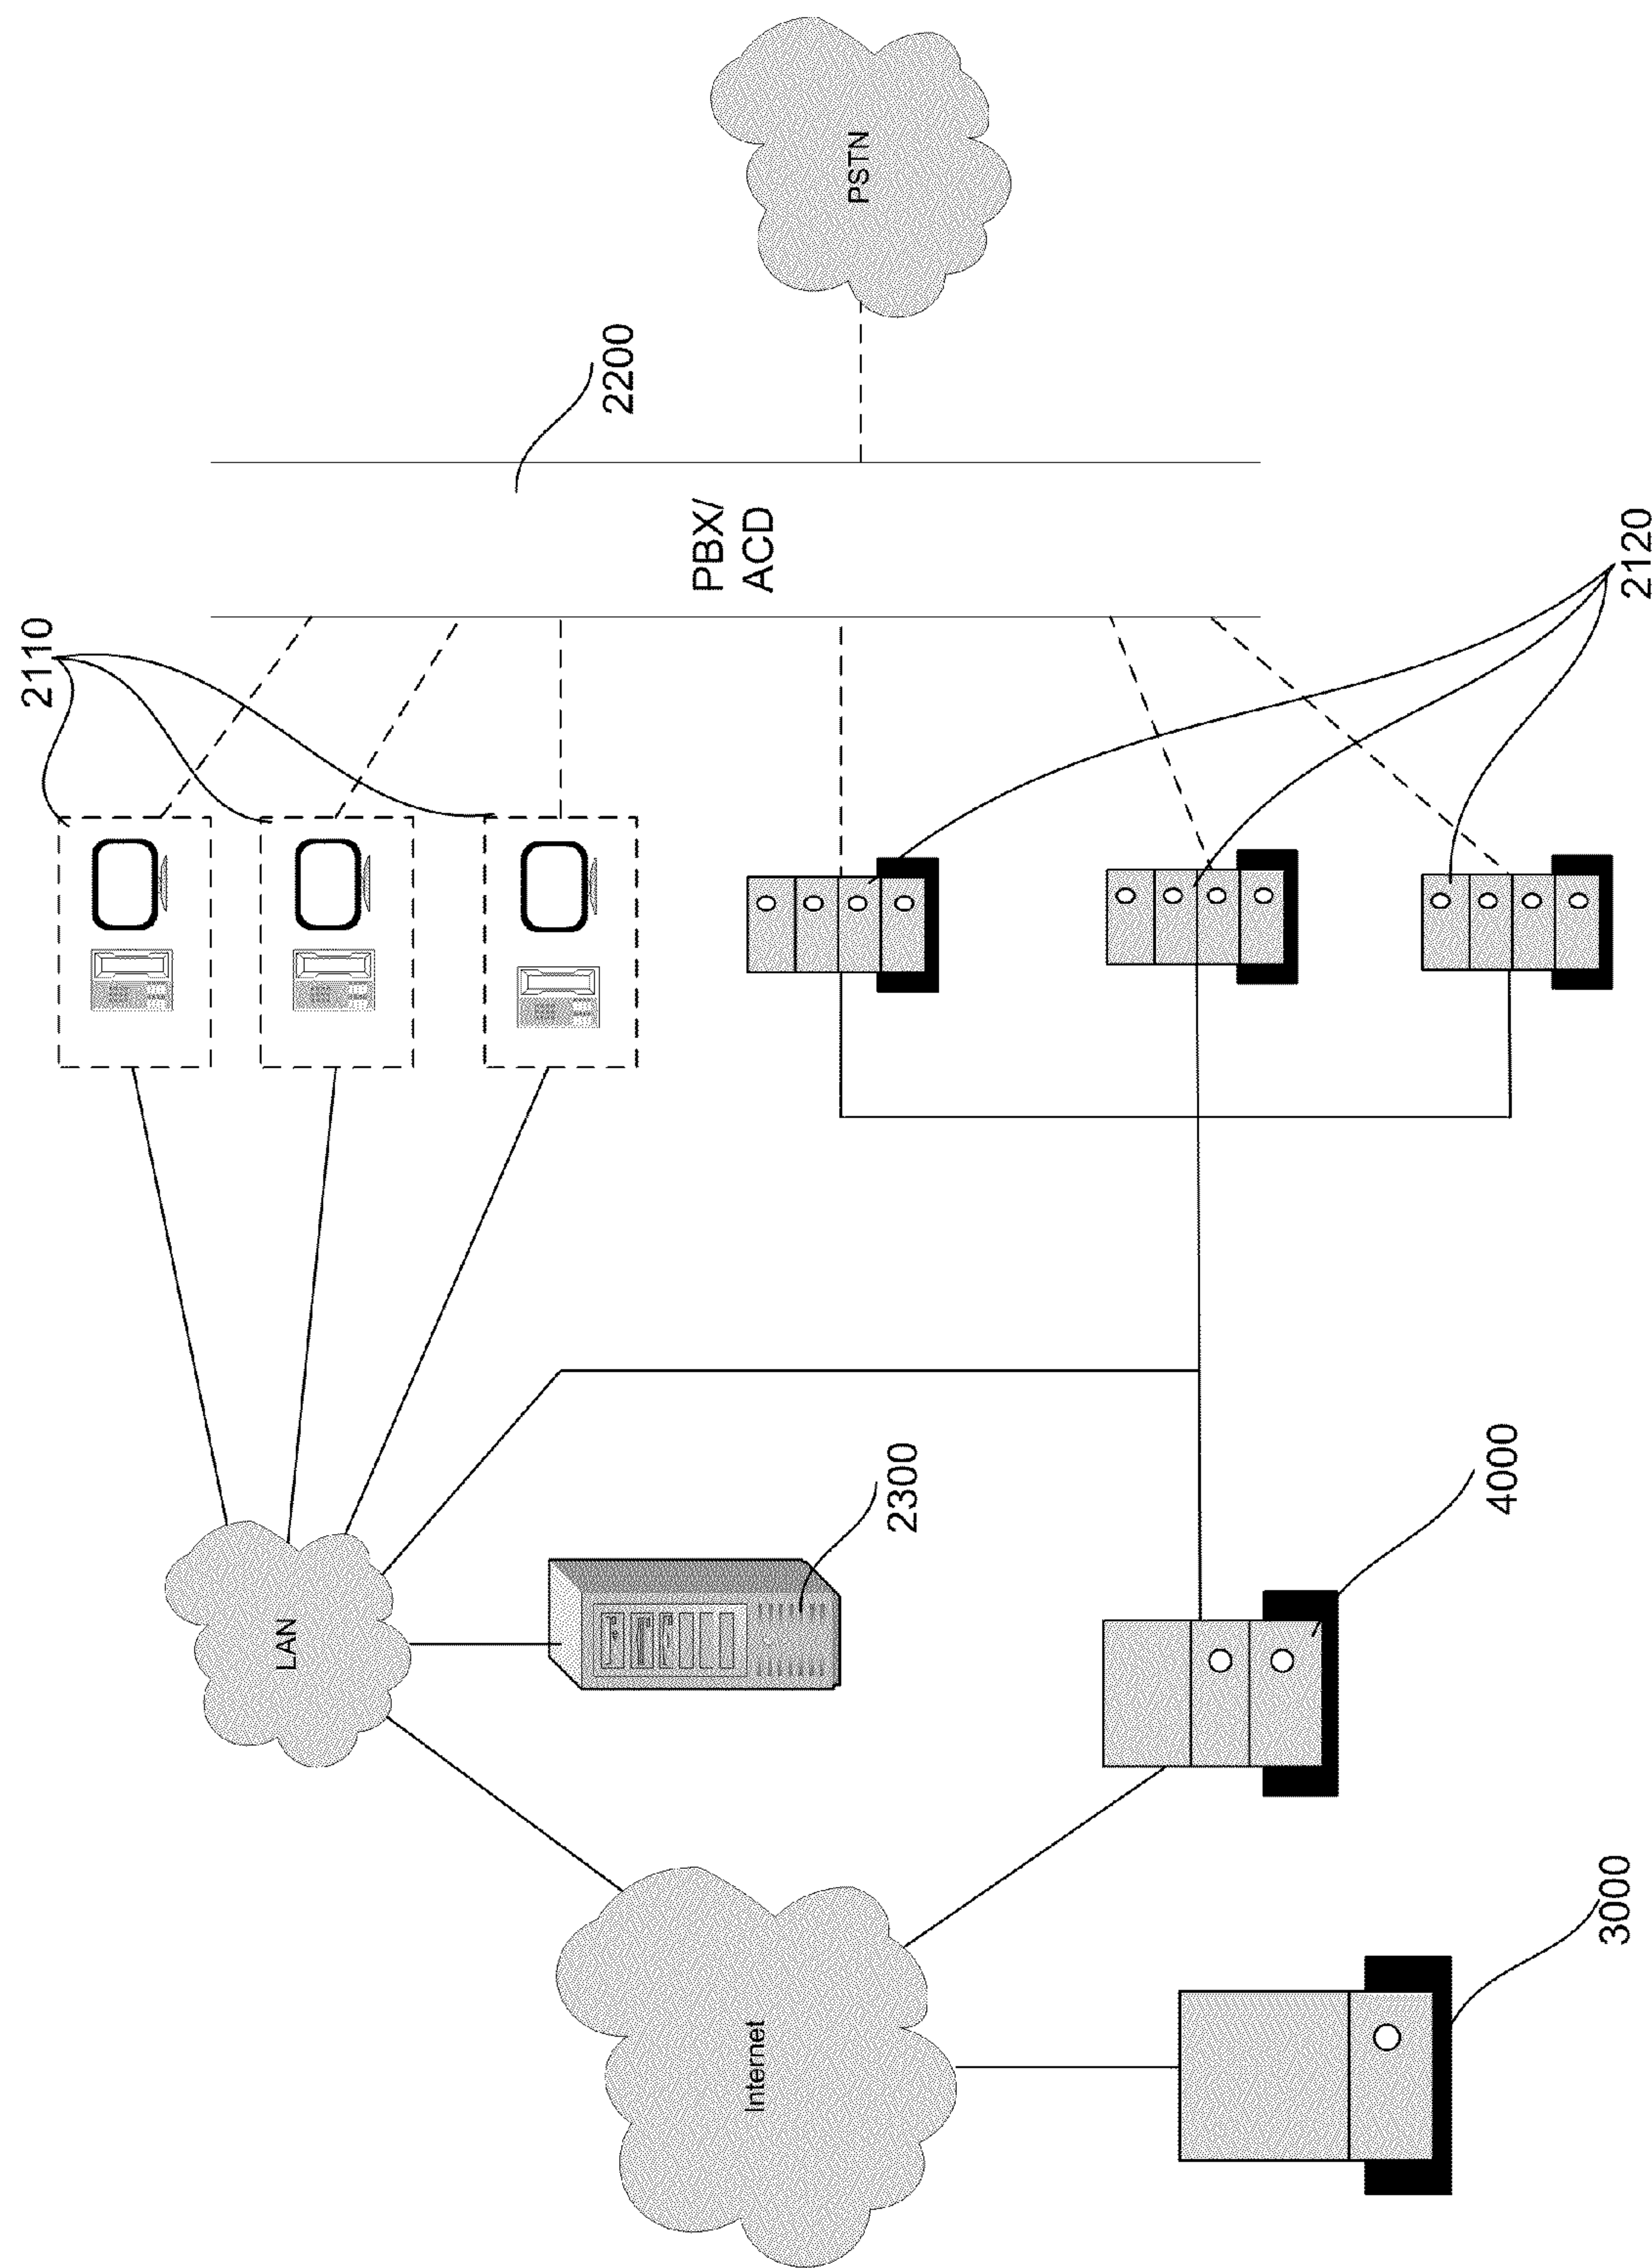 2110
2120
PBX/
ACD
2200
PSTN
LAN
2300
4000
Internet
3000